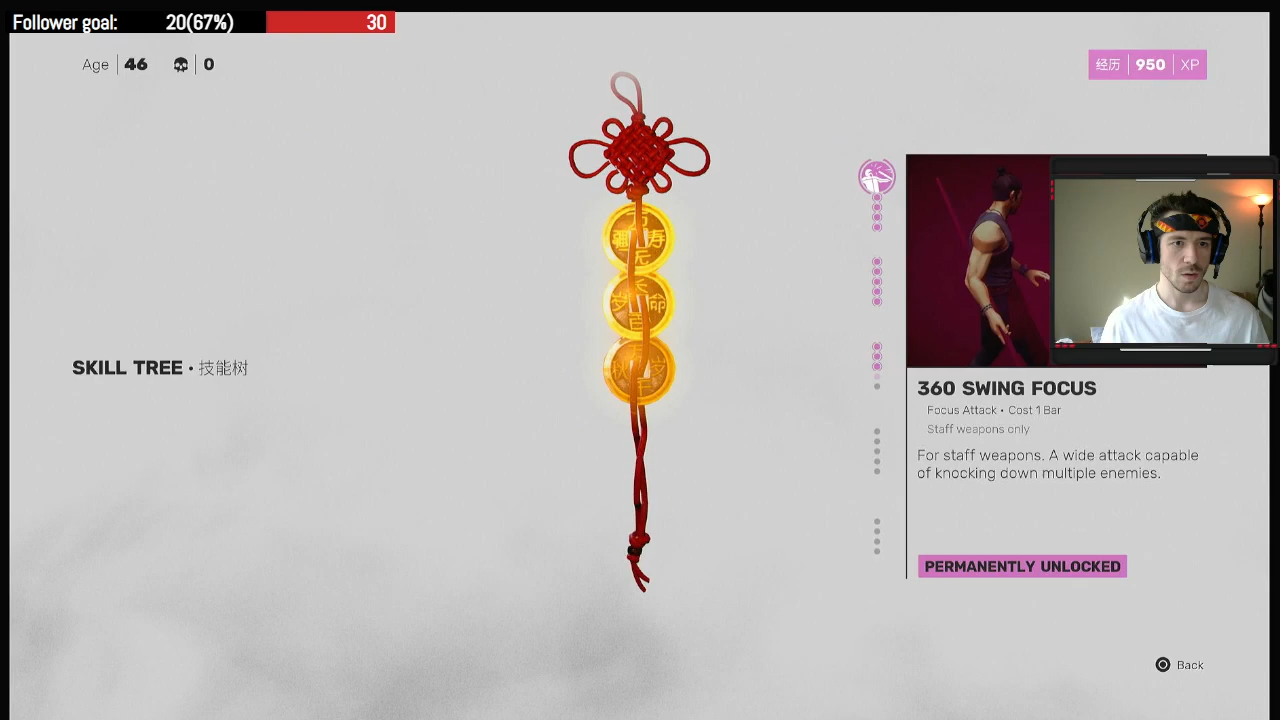 Follower goal: 20(67%) 30
Age 46 0
经历 950 XP
SKILL TREE • 技能树
360 SWING FOCUS
Focus Attack • Cost 1 Bar
Staff weapons only
For staff weapons. A wide attack capable
of knocking down multiple enemies.
PERMANENTLY UNLOCKED
Back